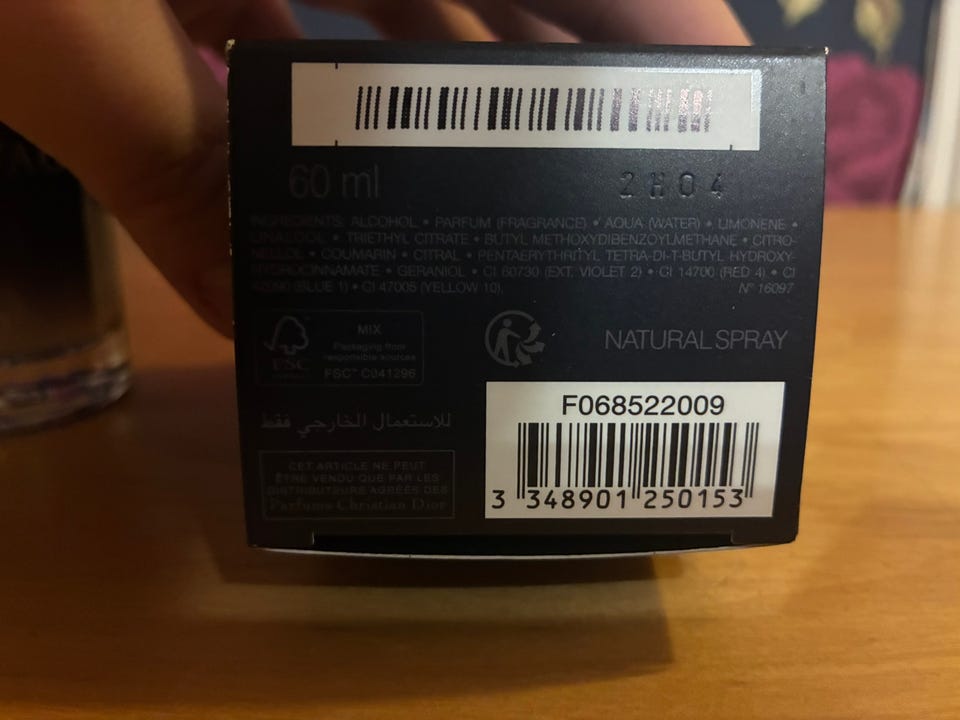 60 ml
2H04
INGREDIENTS: ALCOHOL • PARFUM (FRAGRANCE) • AQUA (WATER) • LIMONENE •
LINALOOL • TRIETHYL CITRATE • BUTYL METHOXYDIBENZOYLMETHANE • CITRO-
NELLOL • COUMARIN • CITRAL • PENTAERYTHRITYL TETRA-DI-T-BUTYL HYDROXY-
HYDROCINNAMATE • GERANIOL • CI 60730 (EXT. VIOLET 2) • CI 14700 (RED 4) • CI
42090 (BLUE 1) • CI 47005 (YELLOW 10).
N° 16097
FSC
MIX
Packaging from
responsible sources
FSC™ C041296
NATURAL SPRAY
للاستعمال الخارجي فقط
CET ARTICLE NE PEUT
ÊTRE VENDU QUE PAR LES
DISTRIBUTEURS AGRÉÉS DES
Parfums Christian Dior
F068522009
3 348901 250153